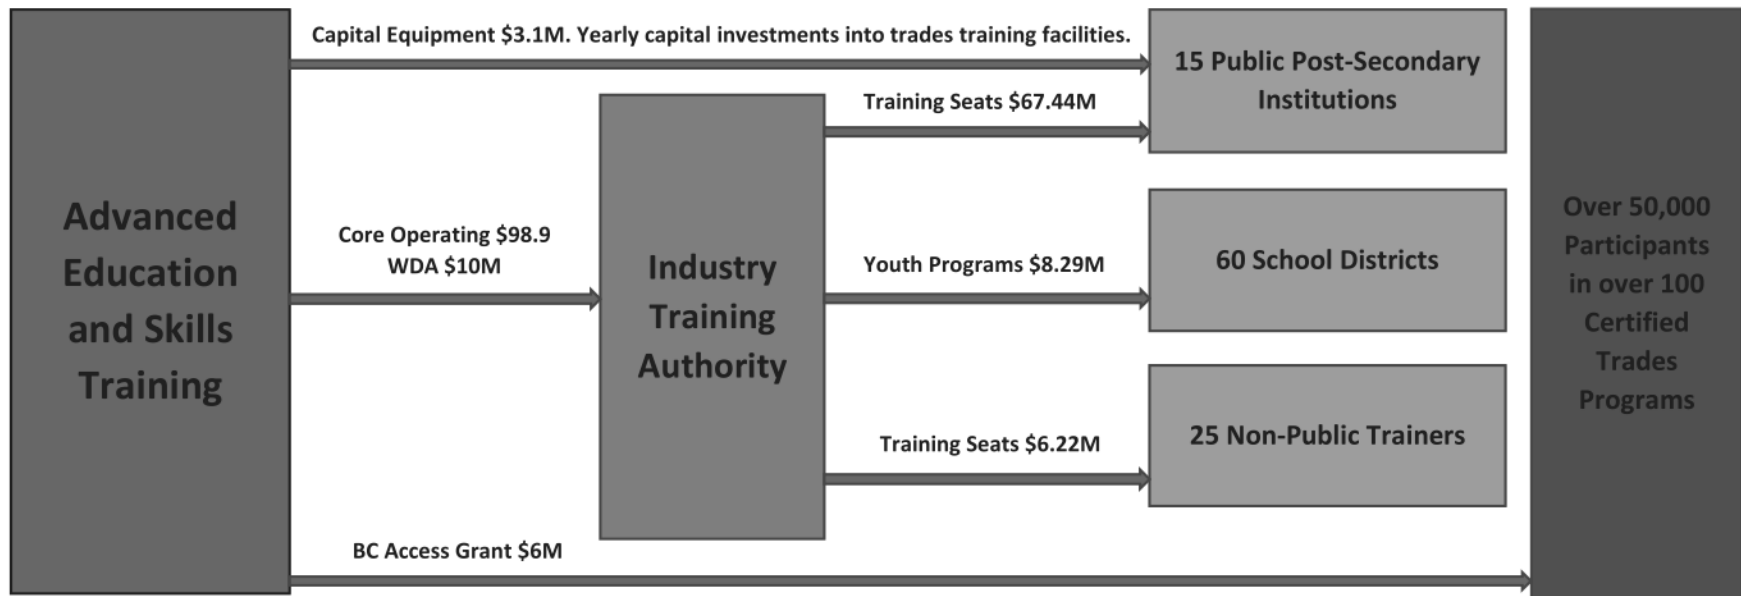 Capital Equipment $3.1M. Yearly capital investments into trades training facilities.
15 Public Post-Secondary
Institutions
Training Seats $67.44M
Advanced
Education
and Skills
Training
Core Operating $98.9
WDA $10M
Industry
Training
Authority
Youth Programs $8.29M
60 School Districts
Training Seats $6.22M
25 Non-Public Trainers
BC Access Grant $6M
Over 50,000
Participants
in over 100
Certified
Trades
Programs